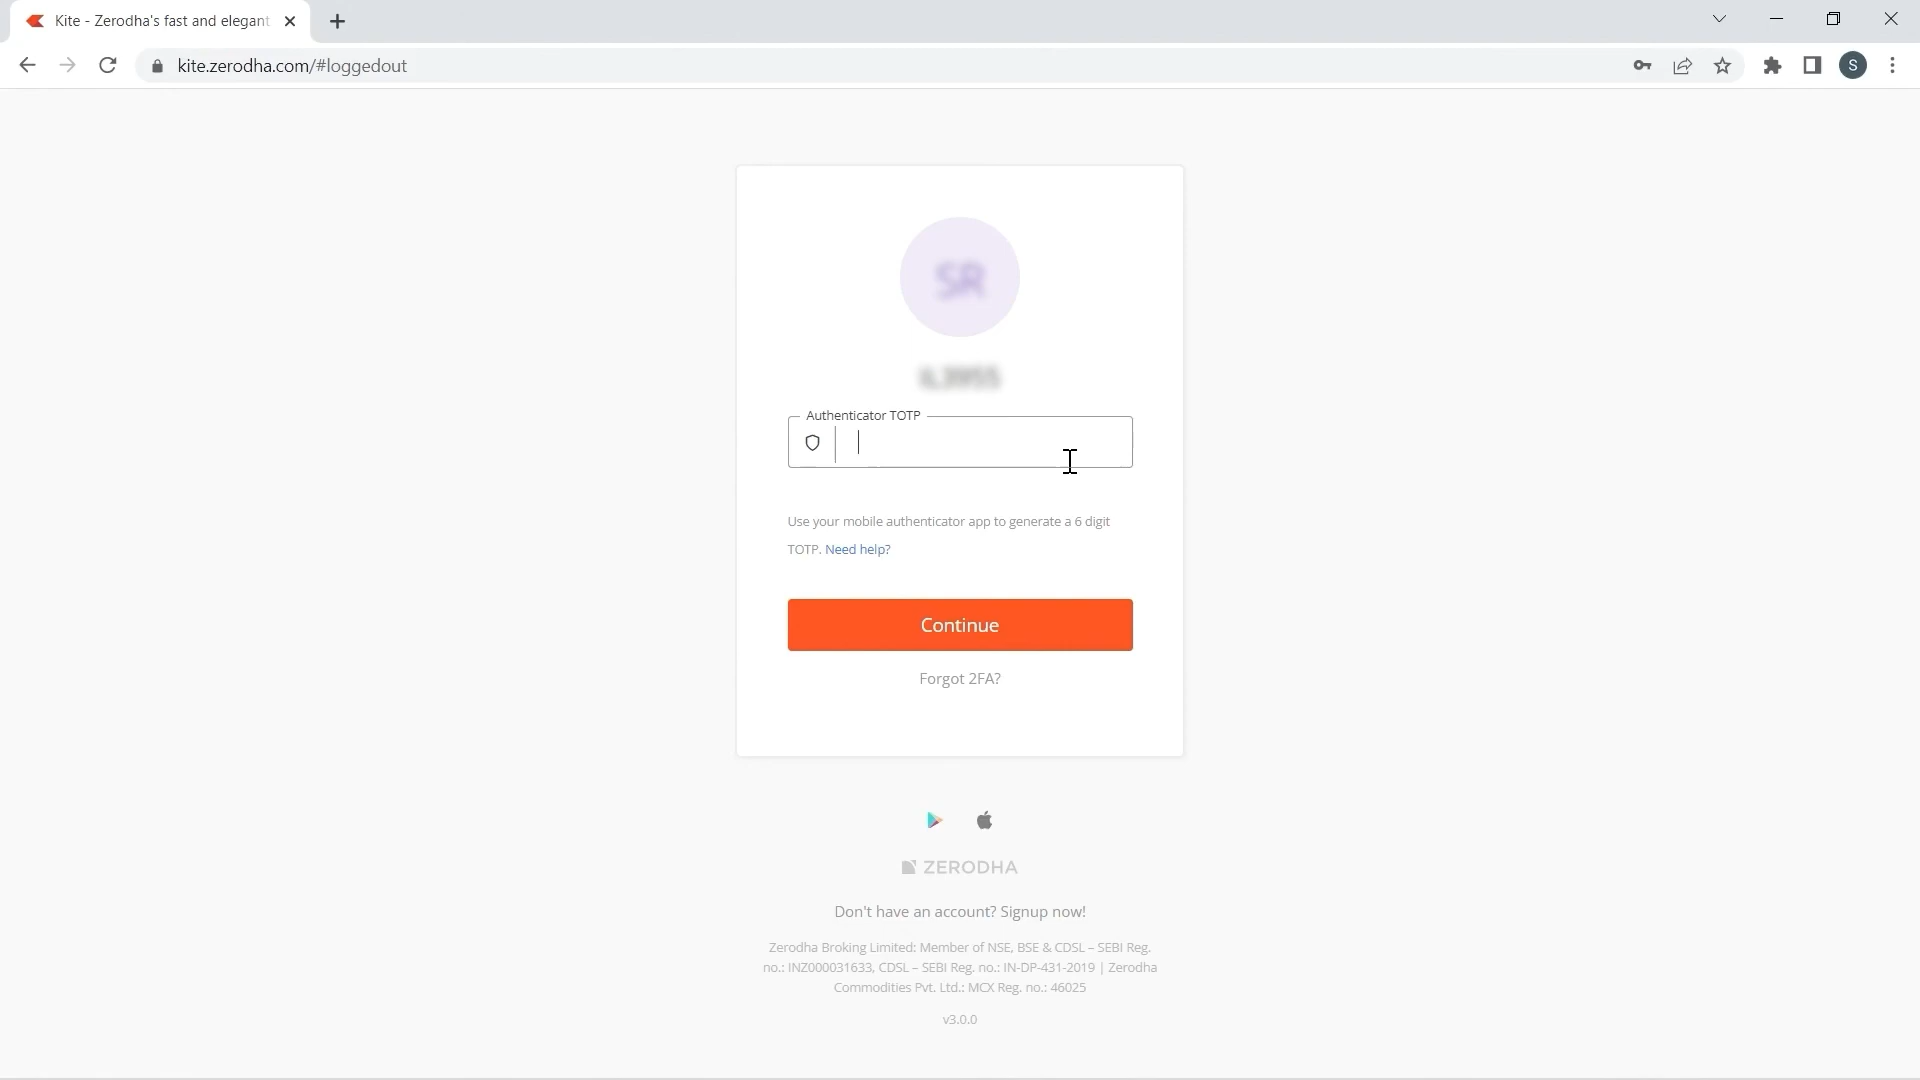 Kite - Zerodha's fast and elegant
kite.zerodha.com/#loggedout
S
Authenticator TOTP
Use your mobile authenticator app to generate a 6 digit
TOTP. Need help?
Continue
Forgot 2FA?
ZERODHA
Don't have an account? Signup now!
Zerodha Broking Limited: Member of NSE, BSE & CDSL – SEBI Reg.
no.: INZ000031633, CDSL – SEBI Reg. no.: IN-DP-431-2019 | Zerodha
Commodities Pvt. Ltd.: MCX Reg. no.: 46025
v3.0.0